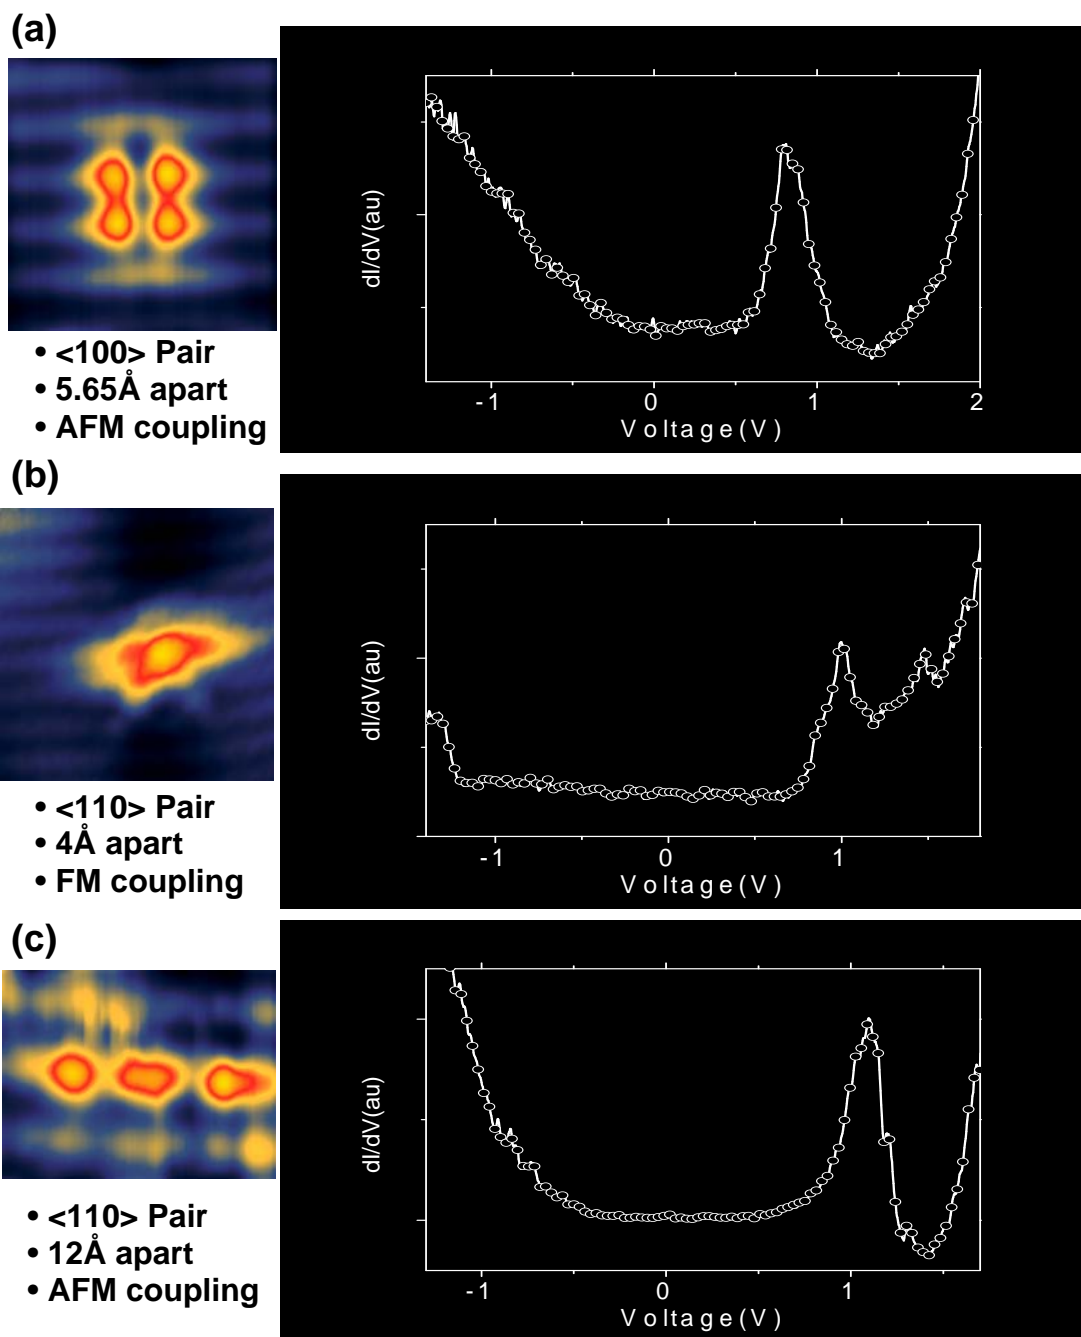 (a)
dI/dV(au)
-1 0 1 2
Voltage(V)
• <100> Pair
• 5.65Å apart
• AFM coupling
(b)
dI/dV(au)
-1 0 1
Voltage(V)
• <110> Pair
• 4Å apart
• FM coupling
(c)
dI/dV(au)
-1 0 1
Voltage(V)
• <110> Pair
• 12Å apart
• AFM coupling